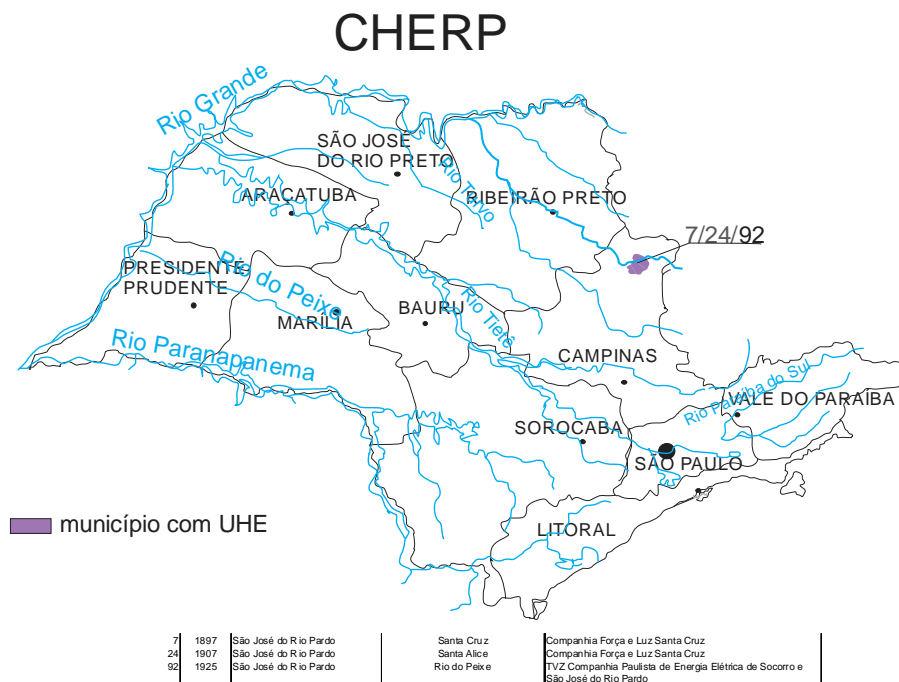 CHERP
Rio Grande
SÃO JOSÉ
DO RIO PRETO
Rio Turvo
ARAÇATUBA
RIBEIRÃO PRETO
7/24/92
PRESIDENTE
PRUDENTE
Rio do Peixe
MARÍLIA
BAURU
Rio Tietê
Rio Paranapanema
CAMPINAS
Rio Paraíba do Sul
VALE DO PARAÍBA
SOROCABA
SÃO PAULO
LITORAL
município com UHE
7 1897 São José do Rio Pardo Santa Cruz Companhia Força e Luz Santa Cruz
24 1907 São José do Rio Pardo Santa Alice Companhia Força e Luz Santa Cruz
92 1925 São José do Rio Pardo Rio do Peixe TVZ Companhia Paulista de Energia Elétrica de Socorro e
São José do Rio Pardo